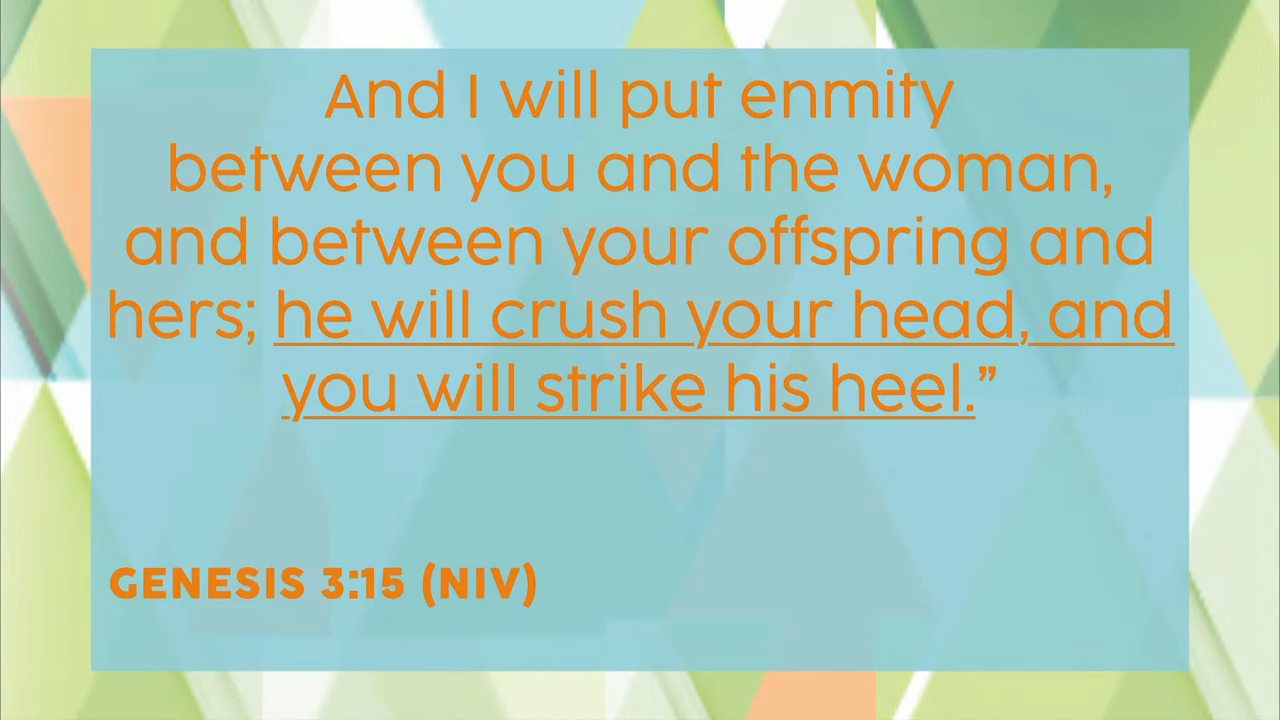 And I will put enmity
between you and the woman,
and between your offspring and
hers; he will crush your head, and
you will strike his heel.”
GENESIS 3:15 (NIV)